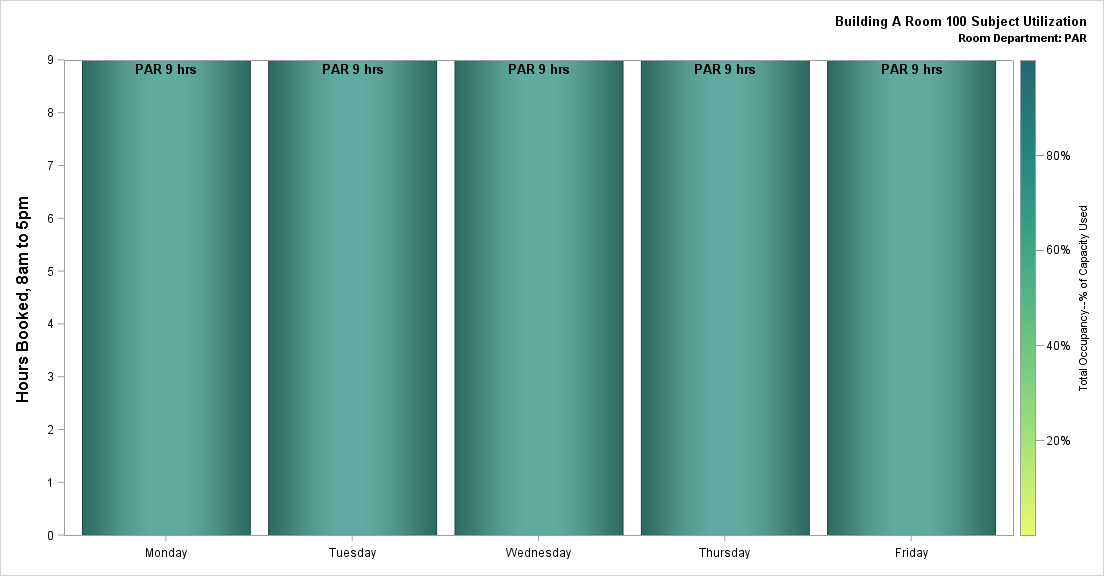 Building A Room 100 Subject Utilization
Room Department: PAR
Hours Booked, 8am to 5pm
9
8
7
6
5
4
3
2
1
0
PAR 9 hrs
PAR 9 hrs
PAR 9 hrs
PAR 9 hrs
PAR 9 hrs
Monday
Tuesday
Wednesday
Thursday
Friday
80%
60%
40%
20%
Total Occupancy--% of Capacity Used